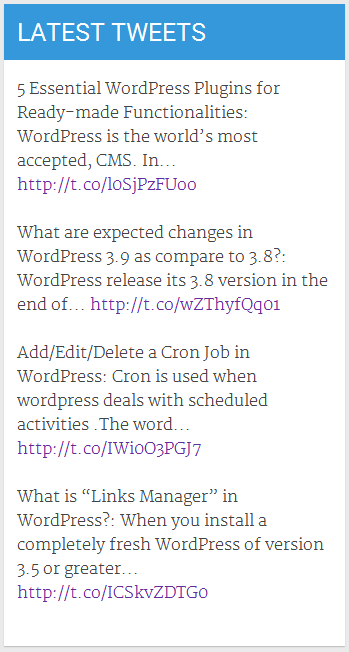 LATEST TWEETS
5 Essential WordPress Plugins for
Ready-made Functionalities:
WordPress is the world’s most
accepted, CMS. In…
http://t.co/l0SjPzFUoo
What are expected changes in
WordPress 3.9 as compare to 3.8?:
WordPress release its 3.8 version in the
end of… http://t.co/wZThyfQq01
Add/Edit/Delete a Cron Job in
WordPress: Cron is used when
wordpress deals with scheduled
activities .The word…
http://t.co/IWi0O3PGJ7
What is “Links Manager” in
WordPress?: When you install a
completely fresh WordPress of version
3.5 or greater…
http://t.co/ICSkvZDTG0